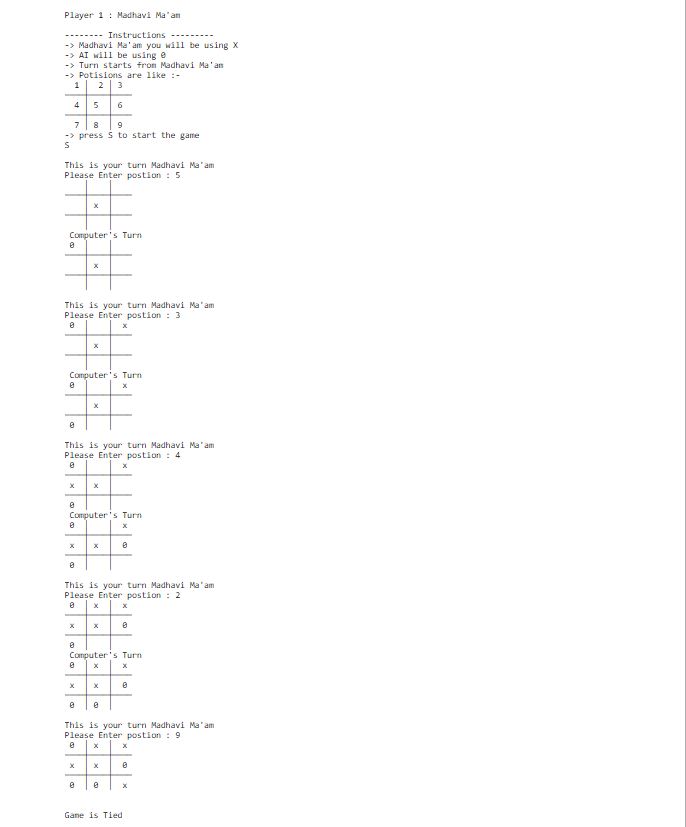 Player 1 : Madhavi Ma'am
-------- Instructions ---------
-> Madhavi Ma'am you will be using X
-> AI will be using 0
-> Turn starts from Madhavi Ma'am
-> Potisions are like :-
1 | 2 | 3
4 | 5 | 6
7 | 8 | 9
-> press S to start the game
S
This is your turn Madhavi Ma'am
Please Enter postion : 5
| |
| x |
| |
Computer's Turn
0 | |
| x |
| |
This is your turn Madhavi Ma'am
Please Enter postion : 3
0 | | x
| x |
| |
Computer's Turn
0 | | x
| x |
0 | |
This is your turn Madhavi Ma'am
Please Enter postion : 4
0 | | x
x | x |
0 | |
Computer's Turn
0 | | x
x | x | 0
0 | |
This is your turn Madhavi Ma'am
Please Enter postion : 2
0 | x | x
x | x | 0
0 | |
Computer's Turn
0 | x | x
x | x | 0
0 | 0 |
This is your turn Madhavi Ma'am
Please Enter postion : 9
0 | x | x
x | x | 0
0 | 0 | x
Game is Tied